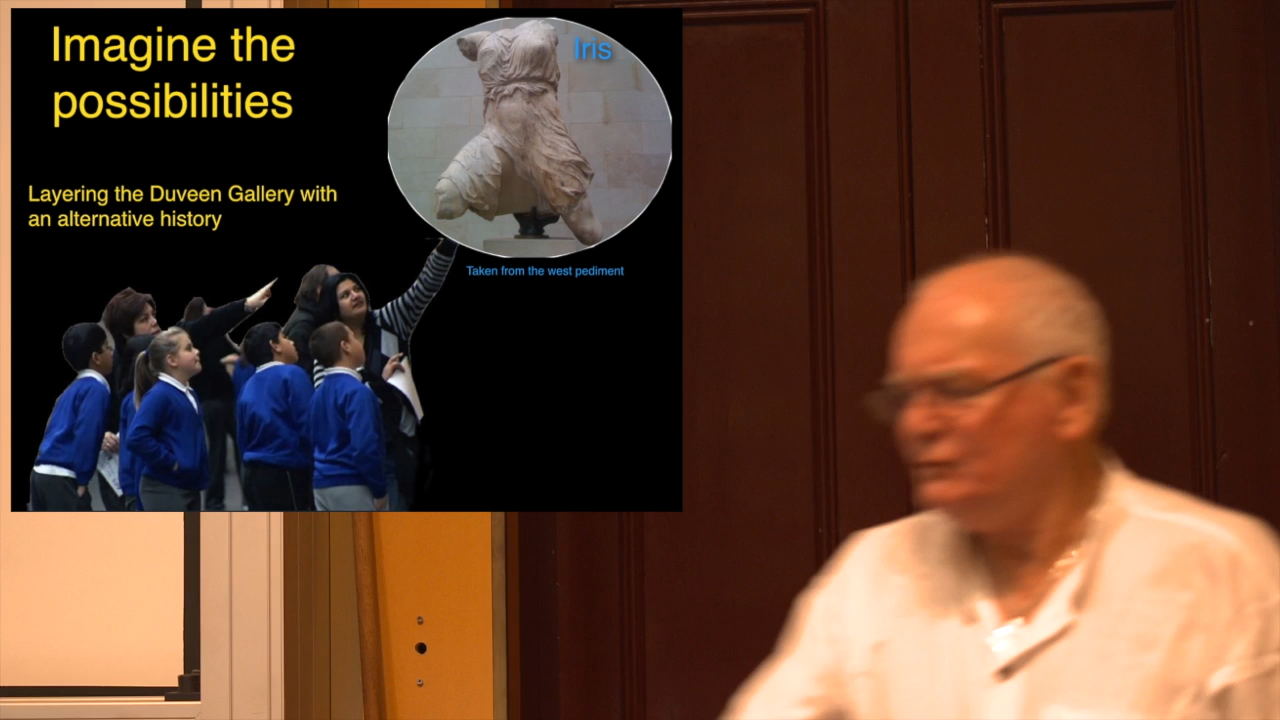 Imagine the
possibilities
Iris
Layering the Duveen Gallery with
an alternative history
Taken from the west pediment